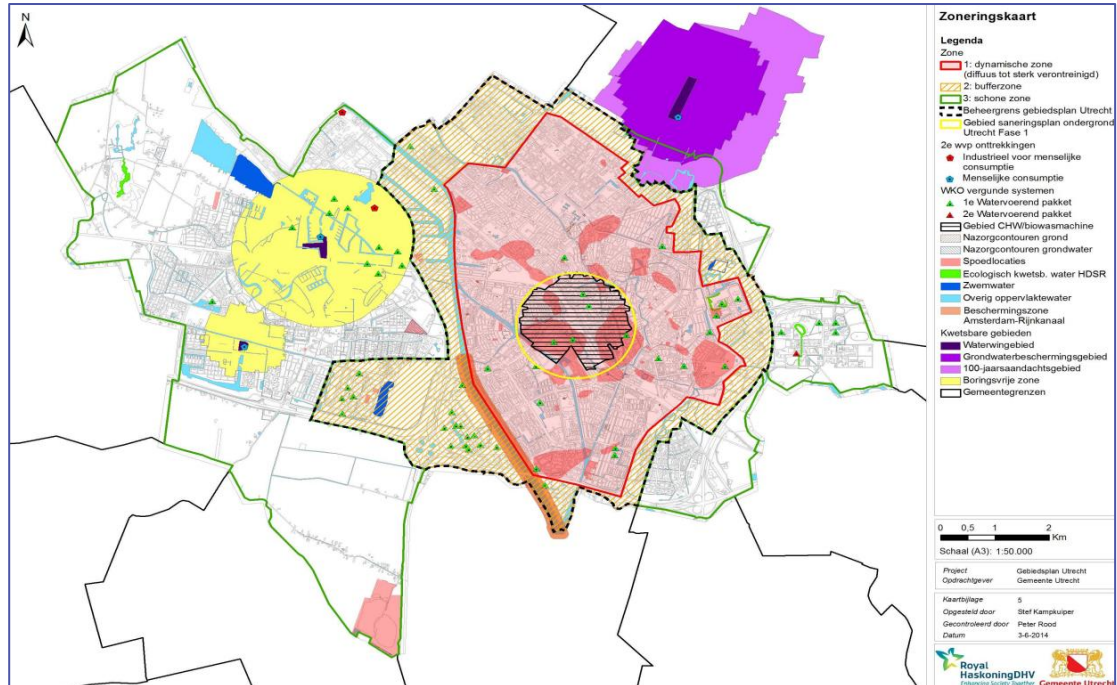 N
Zoneringskaart
Legenda
Zone
1: dynamische zone
(diffuus tot sterk verontreinigd)
2: bufferzone
3: schone zone
Beheergrens gebiedsplan Utrecht
Gebied saneringsplan ondergrond
Utrecht Fase 1
2e wvp onttrekkingen
Industrieel voor menselijke
consumptie
Menselijke consumptie
WKO vergunde systemen
1e Watervoerend pakket
2e Watervoerend pakket
Gebied CHW/biowasmachine
Nazorgcontouren grond
Nazorgcontouren grondwater
Spoedlocaties
Ecologisch kwetsb. water HDSR
Zwemwater
Overig oppervlaktewater
Beschermingszone
Amsterdam-Rijnkanaal
Kwetsbare gebieden
Waterwingebied
Grondwaterbeschermingsgebied
100-jaarsaandachtsgebied
Boringsvrije zone
Gemeentegrenzen
0 0,5 1 2
Km
Schaal (A3): 1:50.000
Project Gebiedsplan Utrecht
Opdrachtgever Gemeente Utrecht
Kaartbijlage 5
Opgesteld door Stef Kampkuiper
Gecontroleerd door Peter Rood
Datum 3-6-2014
Royal
HaskoningDHV
Enhancing Society Together
Gemeente Utrecht